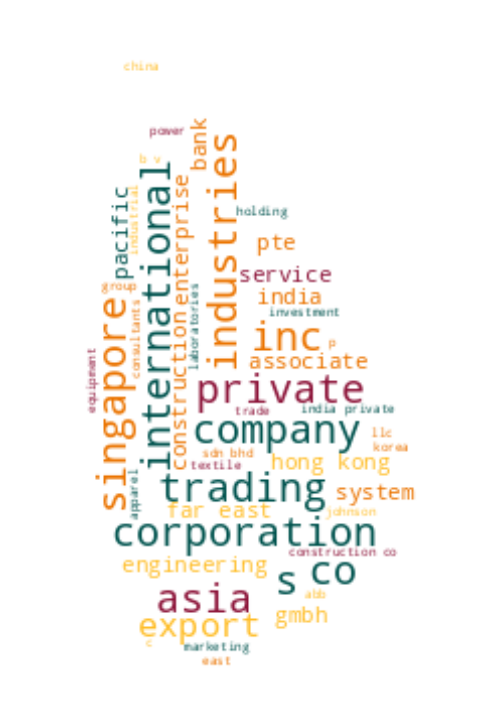 china
power
bank
b v
industries
international
pacific
industrial
enterprise
holding
pte
service
group
india
laboratories
investment
singapore
consultants
construction
inc
p
associate
equipment
private
trade
india private
company
llc
korea
sdn bhd
hong kong
textile
apparel
trading
system
far east
johnson
corporation
construction co
engineering
s
co
abb
asia
gmbh
export
c
marketing
east